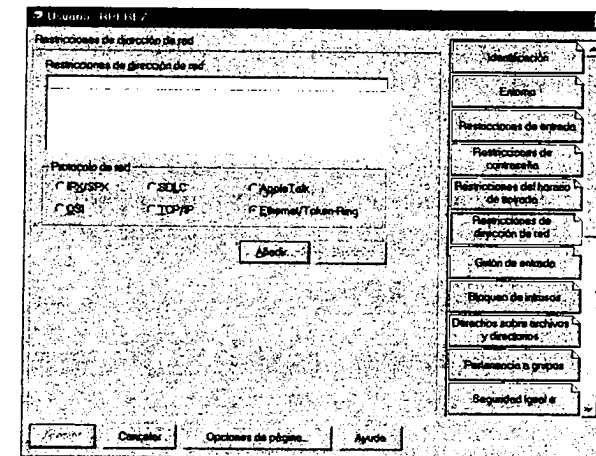 Usuario: RPEREZ
Restricciones de dirección de red
Restricciones de dirección de red
Protocolo de red
IPX/SPX
SDLC
AppleTalk
OSI
TCP/IP
Ethernet/Token-Ring
Añadir...
Aceptar
Cancelar
Opciones de página...
Ayuda
Identificación
Entorno
Restricciones de entrada
Restricciones de
contraseña
Restricciones del horario
de entrada
Restricciones de
dirección de red
Guión de entrada
Bloqueo de intrusos
Derechos sobre archivos
y directorios
Pertenencia a grupos
Seguridad igual a